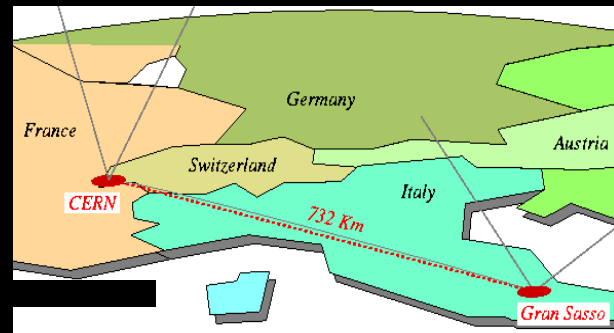 Germany
France
Austria
Switzerland
Italy
CERN
732 Km
Gran Sasso